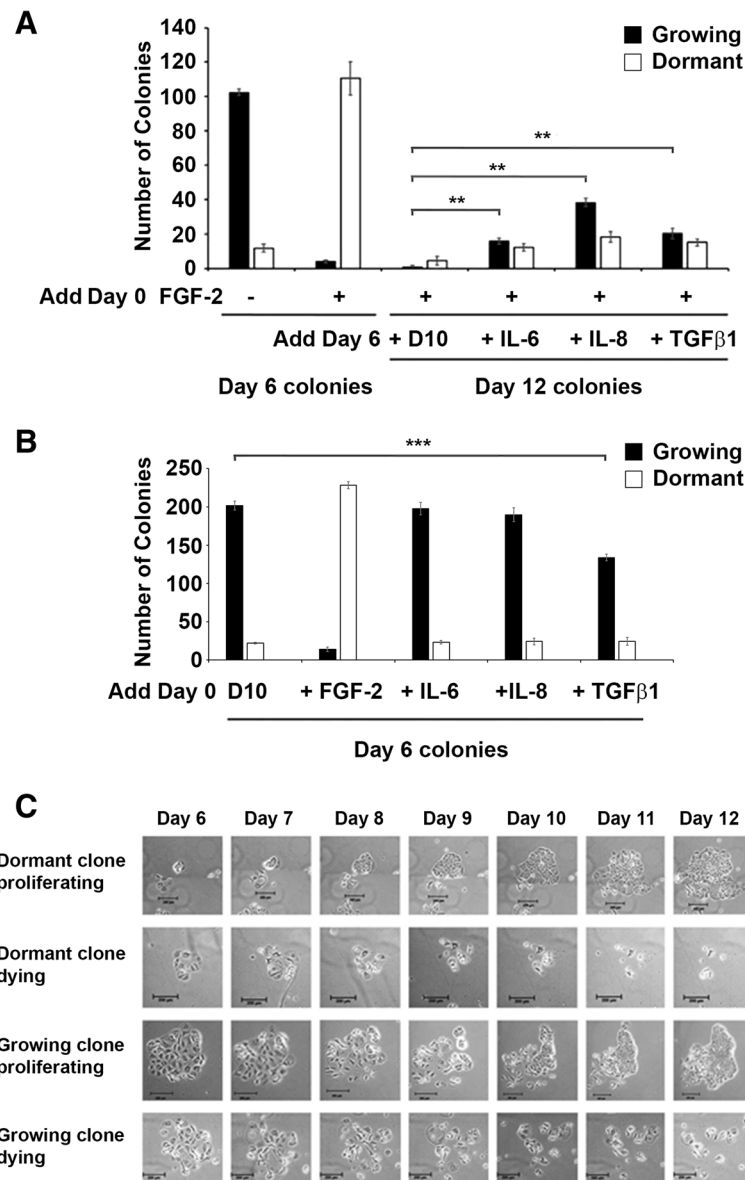 A
140
120
100
80
60
40
20
0
Number of Colonies
Growing
Dormant
**
**
**
Add Day 0 FGF-2 - + + + + +
Add Day 6 + D10 + IL-6 + IL-8 + TGFβ1
Day 6 colonies Day 12 colonies
B
250
200
150
100
50
0
Number of Colonies
***
Growing
Dormant
Add Day 0 D10 + FGF-2 + IL-6 +IL-8 + TGFβ1
Day 6 colonies
C
Day 6 Day 7 Day 8 Day 9 Day 10 Day 11 Day 12
Dormant clone
proliferating
Dormant clone
dying
Growing clone
proliferating
Growing clone
dying